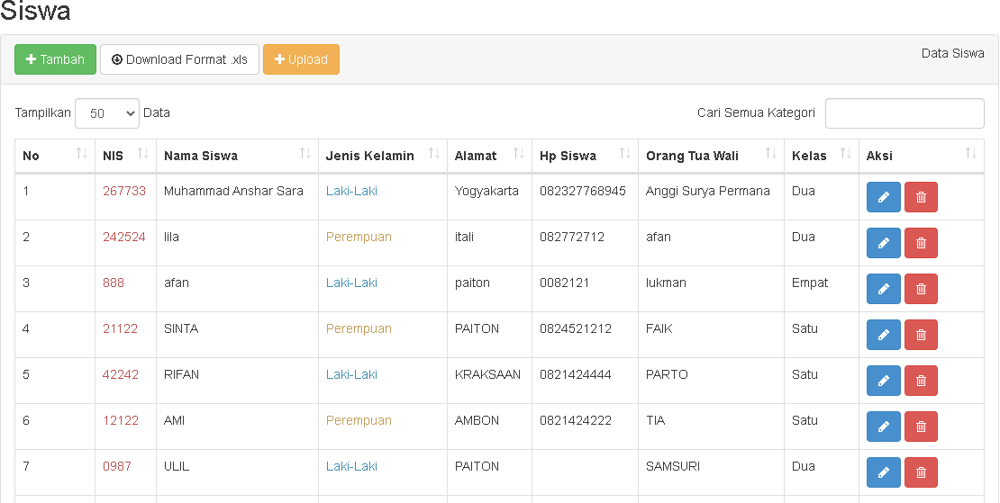 Siswa
Tambah Download Format .xls Upload Data Siswa
Tampilkan 50 Data Cari Semua Kategori
No NIS Nama Siswa Jenis Kelamin Alamat Hp Siswa Orang Tua Wali Kelas Aksi
1 267733 Muhammad Anshar Sara Laki-Laki Yogyakarta 082327768945 Anggi Surya Permana Dua
2 242524 lila Perempuan itali 082772712 afan Dua
3 888 afan Laki-Laki paiton 0082121 lukman Empat
4 21122 SINTA Perempuan PAITON 0824521212 FAIK Satu
5 42242 RIFAN Laki-Laki KRAKSAAN 0821424444 PARTO Satu
6 12122 AMI Perempuan AMBON 0821424222 TIA Satu
7 0987 ULIL Laki-Laki PAITON SAMSURI Dua